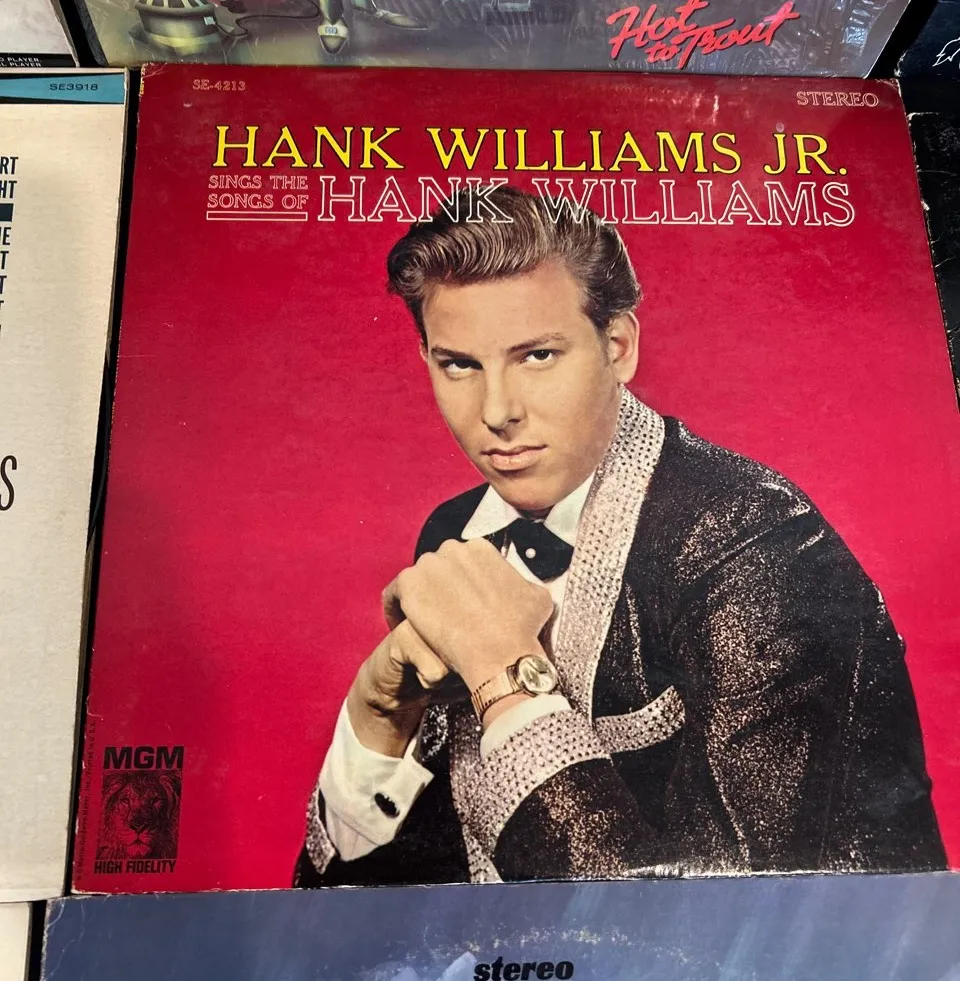 Hot
to Trout
SE3918
SE-4213
STEREO
HANK WILLIAMS JR.
SINGS THE
SONGS OF
HANK WILLIAMS
MGM
HIGH FIDELITY
stereo